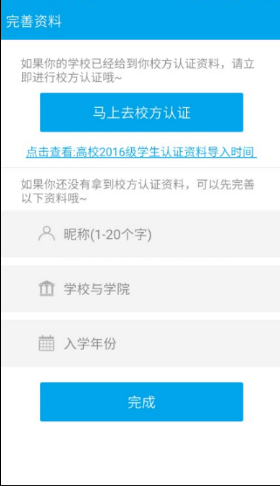 完善资料
如果你的学校已经给到你校方认证资料，请立
即进行校方认证哦~
马上去校方认证
点击查看:高校2016级学生认证资料导入时间
如果你还没有拿到校方认证资料，可以先完善
以下资料哦~
昵称(1-20个字)
学校与学院
入学年份
完成